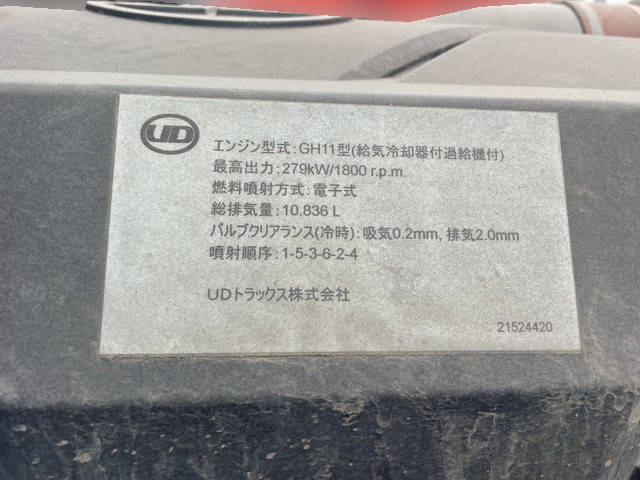 UD
エンジン型式:GH11型(給気冷却器付過給機付)
最高出力:279kW/1800 r.p.m.
燃料噴射方式:電子式
総排気量:10.836 L
バルブクリアランス(冷時):吸気0.2mm, 排気2.0mm
噴射順序:1-5-3-6-2-4
UDトラックス株式会社
21524420